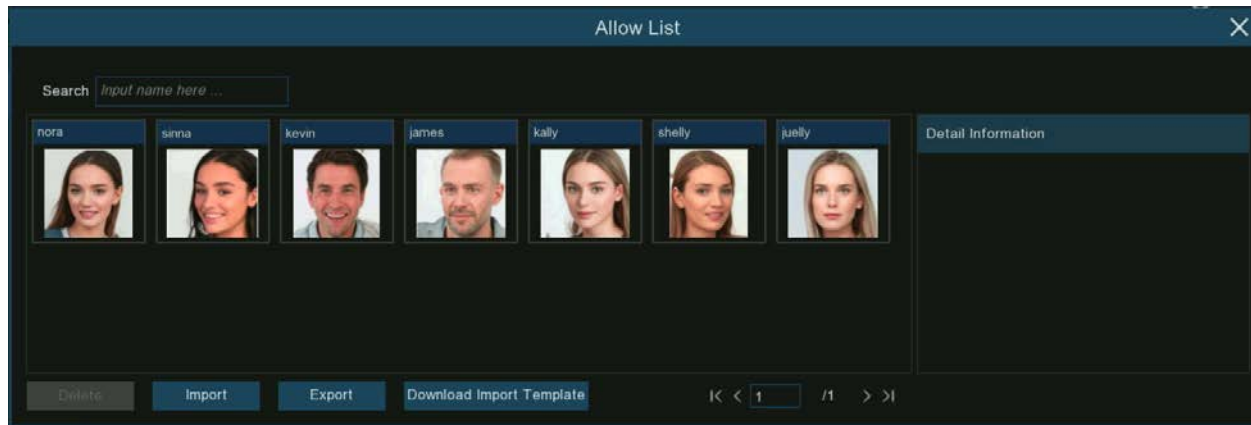 Allow List
Search Input name here ...
nora sinna kevin james kally shelly juelly
Detail Information
Delete Import Export Download Import Template 1 /1